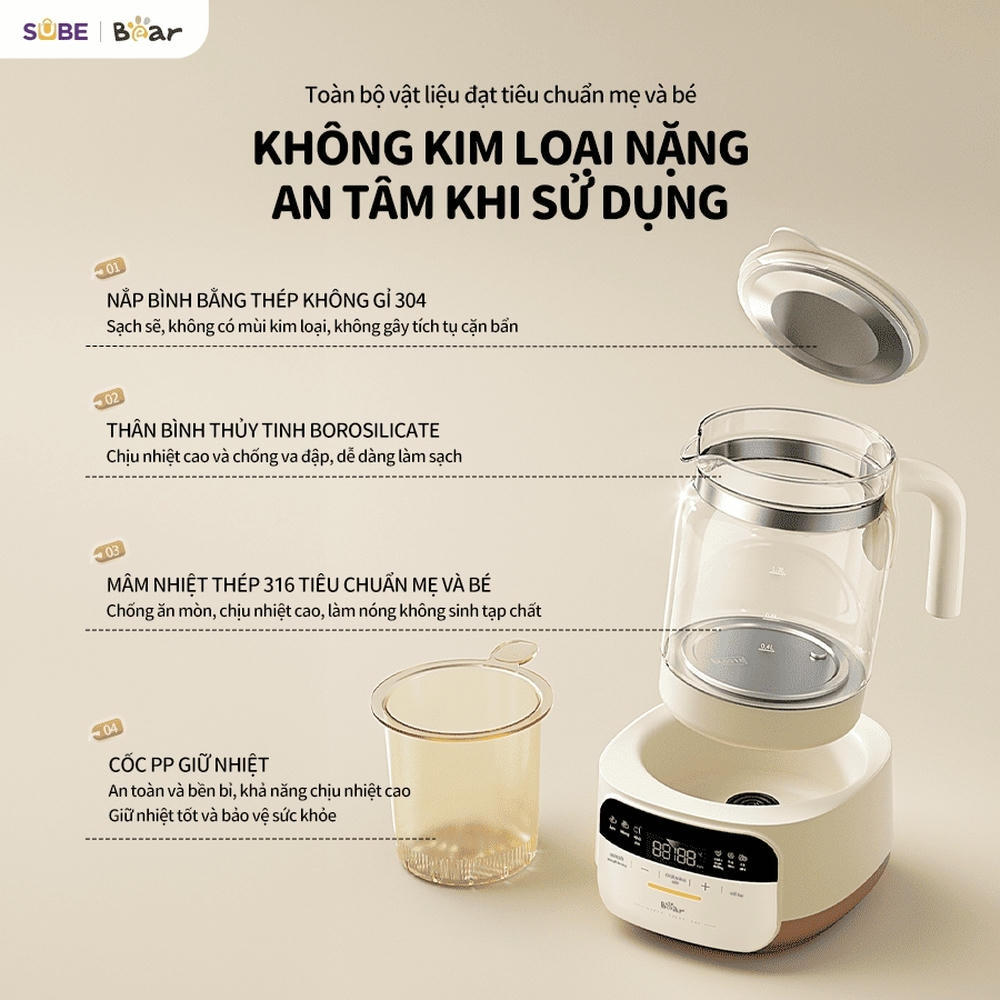 SUBE | Bear
Toàn bộ vật liệu đạt tiêu chuẩn mẹ và bé
KHÔNG KIM LOẠI NẶNG
AN TÂM KHI SỬ DỤNG
01
NẮP BÌNH BẰNG THÉP KHÔNG GỈ 304
Sạch sẽ, không có mùi kim loại, không gây tích tụ cặn bẩn
02
THÂN BÌNH THỦY TINH BOROSILICATE
Chịu nhiệt cao và chống va đập, dễ dàng làm sạch
03
MÂM NHIỆT THÉP 316 TIÊU CHUẨN MẸ VÀ BÉ
Chống ăn mòn, chịu nhiệt cao, làm nóng không sinh tạp chất
0.4L
04
CỐC PP GIỮ NHIỆT
An toàn và bền bỉ, khả năng chịu nhiệt cao
Giữ nhiệt tốt và bảo vệ sức khỏe
88:88
Bear